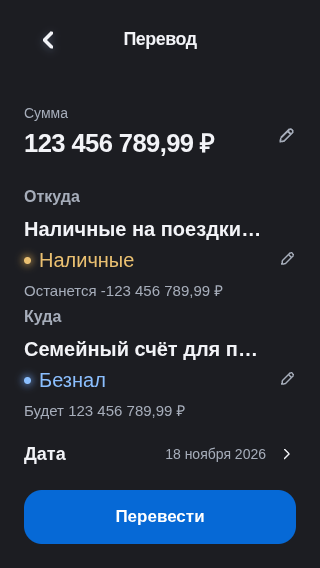 Перевод
Сумма
123 456 789,99 ₽
Откуда
Наличные на поездки…
Наличные
Останется -123 456 789,99 ₽
Куда
Семейный счёт для п…
Безнал
Будет 123 456 789,99 ₽
Дата 18 ноября 2026
Перевести